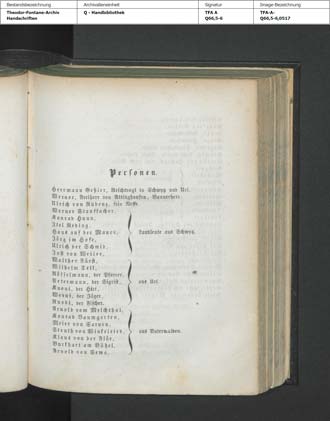 Bestandsbezeichnung Archivalieneinheit Signatur Image-Bezeichnung
Theodor-Fontane-Archiv Q - Handbibliothek TFA A TFA-A-
Handschriften Q66,5-6 Q66,5-6,0517
Personen.
Herrmann Geßler, Reichsvogt in Schwyz und Uri.
Werner, Freiherr von Attinghausen, Bannerherr.
Ulrich von Rudenz, sein Neffe.
Werner Stauffacher,
Konrad Hunn,
Itel Reding,
Hans auf der Mauer,
Jörg im Hofe,
Ulrich der Schmid,
Jost von Weiler,
Landleute aus Schwyz.
Walther Fürst,
Wilhelm Tell,
Rösselmann, der Pfarrer,
Petermann, der Sigrist,
Kuoni, der Hirt,
Werni, der Jäger,
Ruodi, der Fischer,
aus Uri.
Arnold vom Melchthal,
Konrad Baumgarten,
Meier von Sarnen,
Struth von Winkelried,
Klaus von der Flüe,
Burkhart am Bühel,
Arnold von Sewa,
aus Unterwalden.